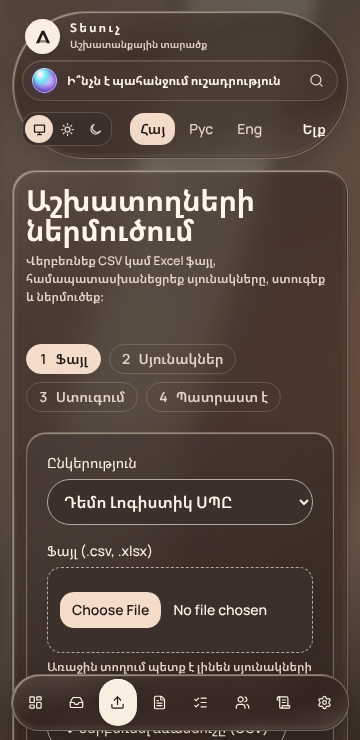 Տեսուչ
Աշխատանքային տարածք
Ի՞նչն է պահանջում ուշադրություն
Հայ Рус Eng Ելք
Աշխատողների
ներմուծում
Վերբեռնեք CSV կամ Excel ֆայլ,
համապատասխանեցրեք սյունակները, ստուգեք
և ներմուծեք։
1 Ֆայլ 2 Սյունակներ
3 Ստուգում 4 Պատրաստ է
Ընկերություն
Դեմո Լոգիստիկ ՍՊԸ
Ֆայլ (.csv, .xlsx)
Choose File No file chosen
Առաջին տողում պետք է լինեն սյունակների